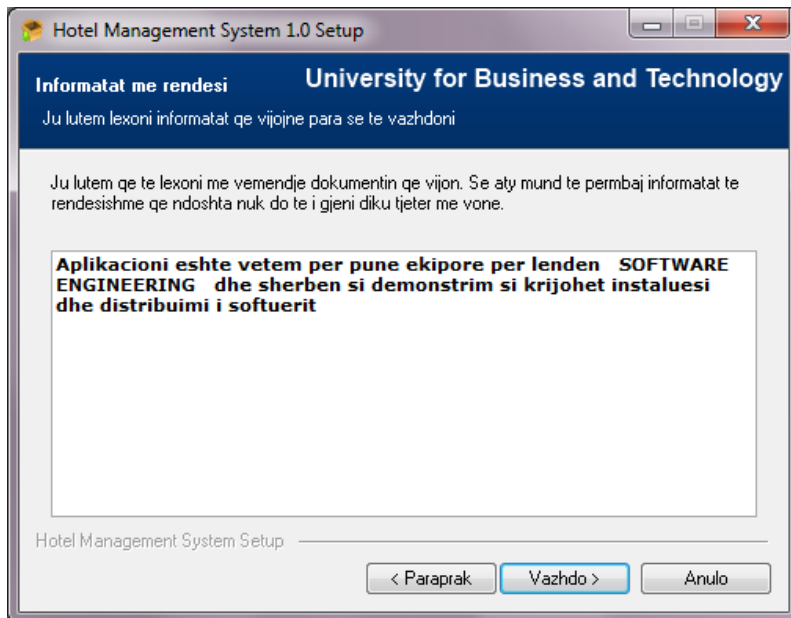 Hotel Management System 1.0 Setup
Informatat me rendesi
University for Business and Technology
Ju lutem lexoni informatat qe vijojne para se te vazhdoni
Ju lutem qe te lexoni me vemendje dokumentin qe vijon. Se aty mund te permbaj informatat te
rendesishme qe ndoshta nuk do te i gjeni diku tjeter me vone.
Aplikacioni eshte vetem per pune ekipore per lenden SOFTWARE
ENGINEERING dhe sherben si demonstrim si krijohet instaluesi
dhe distribuimi i softuerit
Hotel Management System Setup
< Paraprak
Vazhdo >
Anulo